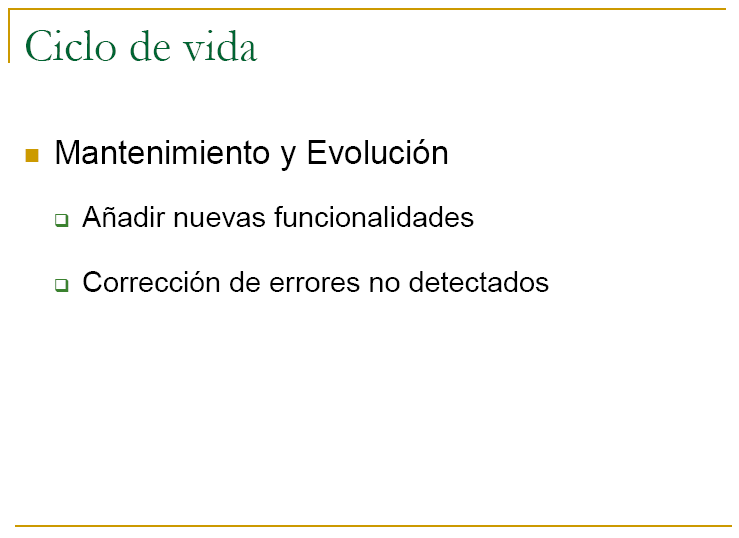 Ciclo de vida
Mantenimiento y Evolución
Añadir nuevas funcionalidades
Corrección de errores no detectados